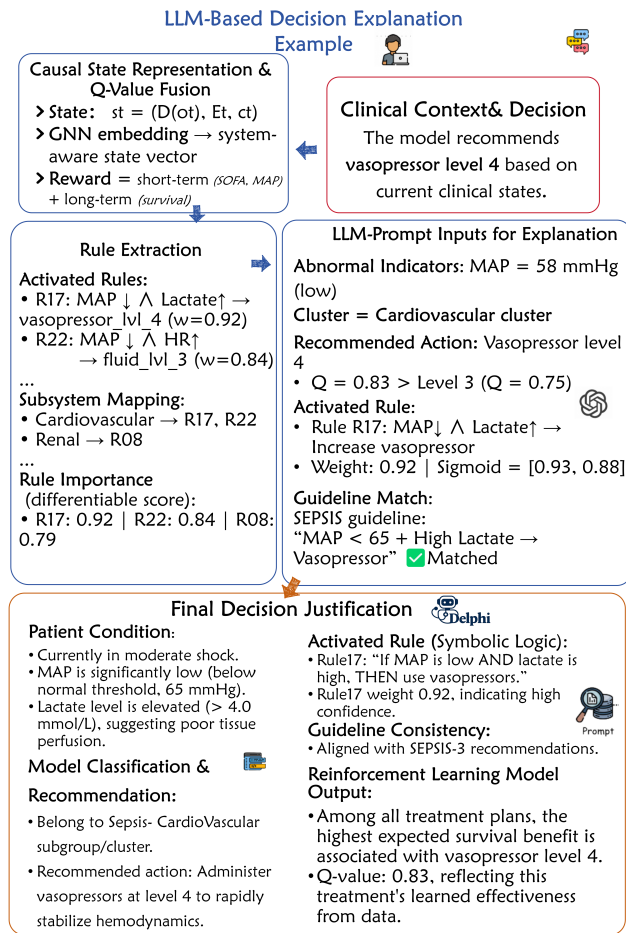 LLM-Based Decision Explanation
Example
Causal State Representation &
Q-Value Fusion
State: st = (D(ot), Et, ct)
GNN embedding → system-
aware state vector
Reward = short-term (SOFA, MAP)
+ long-term (survival)
Clinical Context& Decision
The model recommends
vasopressor level 4 based on
current clinical states.
Rule Extraction
Activated Rules:
• R17: MAP ↓ ∧ Lactate↑ →
vasopressor_lvl_4 (w=0.92)
• R22: MAP ↓ ∧ HR↑
→ fluid_lvl_3 (w=0.84)
...
Subsystem Mapping:
• Cardiovascular → R17, R22
• Renal → R08
...
Rule Importance
(differentiable score):
• R17: 0.92 | R22: 0.84 | R08:
0.79
LLM-Prompt Inputs for Explanation
Abnormal Indicators: MAP = 58 mmHg
(low)
Cluster = Cardiovascular cluster
Recommended Action: Vasopressor level
4
• Q = 0.83 > Level 3 (Q = 0.75)
Activated Rule:
• Rule R17: MAP↓ ∧ Lactate↑ →
Increase vasopressor
• Weight: 0.92 | Sigmoid = [0.93, 0.88]
Guideline Match:
SEPSIS guideline:
“MAP < 65 + High Lactate →
Vasopressor” ✅Matched
Final Decision Justification
Delphi
Patient Condition:
• Currently in moderate shock.
• MAP is significantly low (below
normal threshold, 65 mmHg).
• Lactate level is elevated (> 4.0
mmol/L), suggesting poor tissue
perfusion.
Model Classification &
Recommendation:
• Belong to Sepsis- CardioVascular
subgroup/cluster.
• Recommended action: Administer
vasopressors at level 4 to rapidly
stabilize hemodynamics.
Activated Rule (Symbolic Logic):
• Rule17: “If MAP is low AND lactate is
high, THEN use vasopressors.”
• Rule17 weight 0.92, indicating high
confidence.
Prompt
Guideline Consistency:
• Aligned with SEPSIS-3 recommendations.
Reinforcement Learning Model
Output:
• Among all treatment plans, the
highest expected survival benefit is
associated with vasopressor level 4.
• Q-value: 0.83, reflecting this
treatment's learned effectiveness
from data.